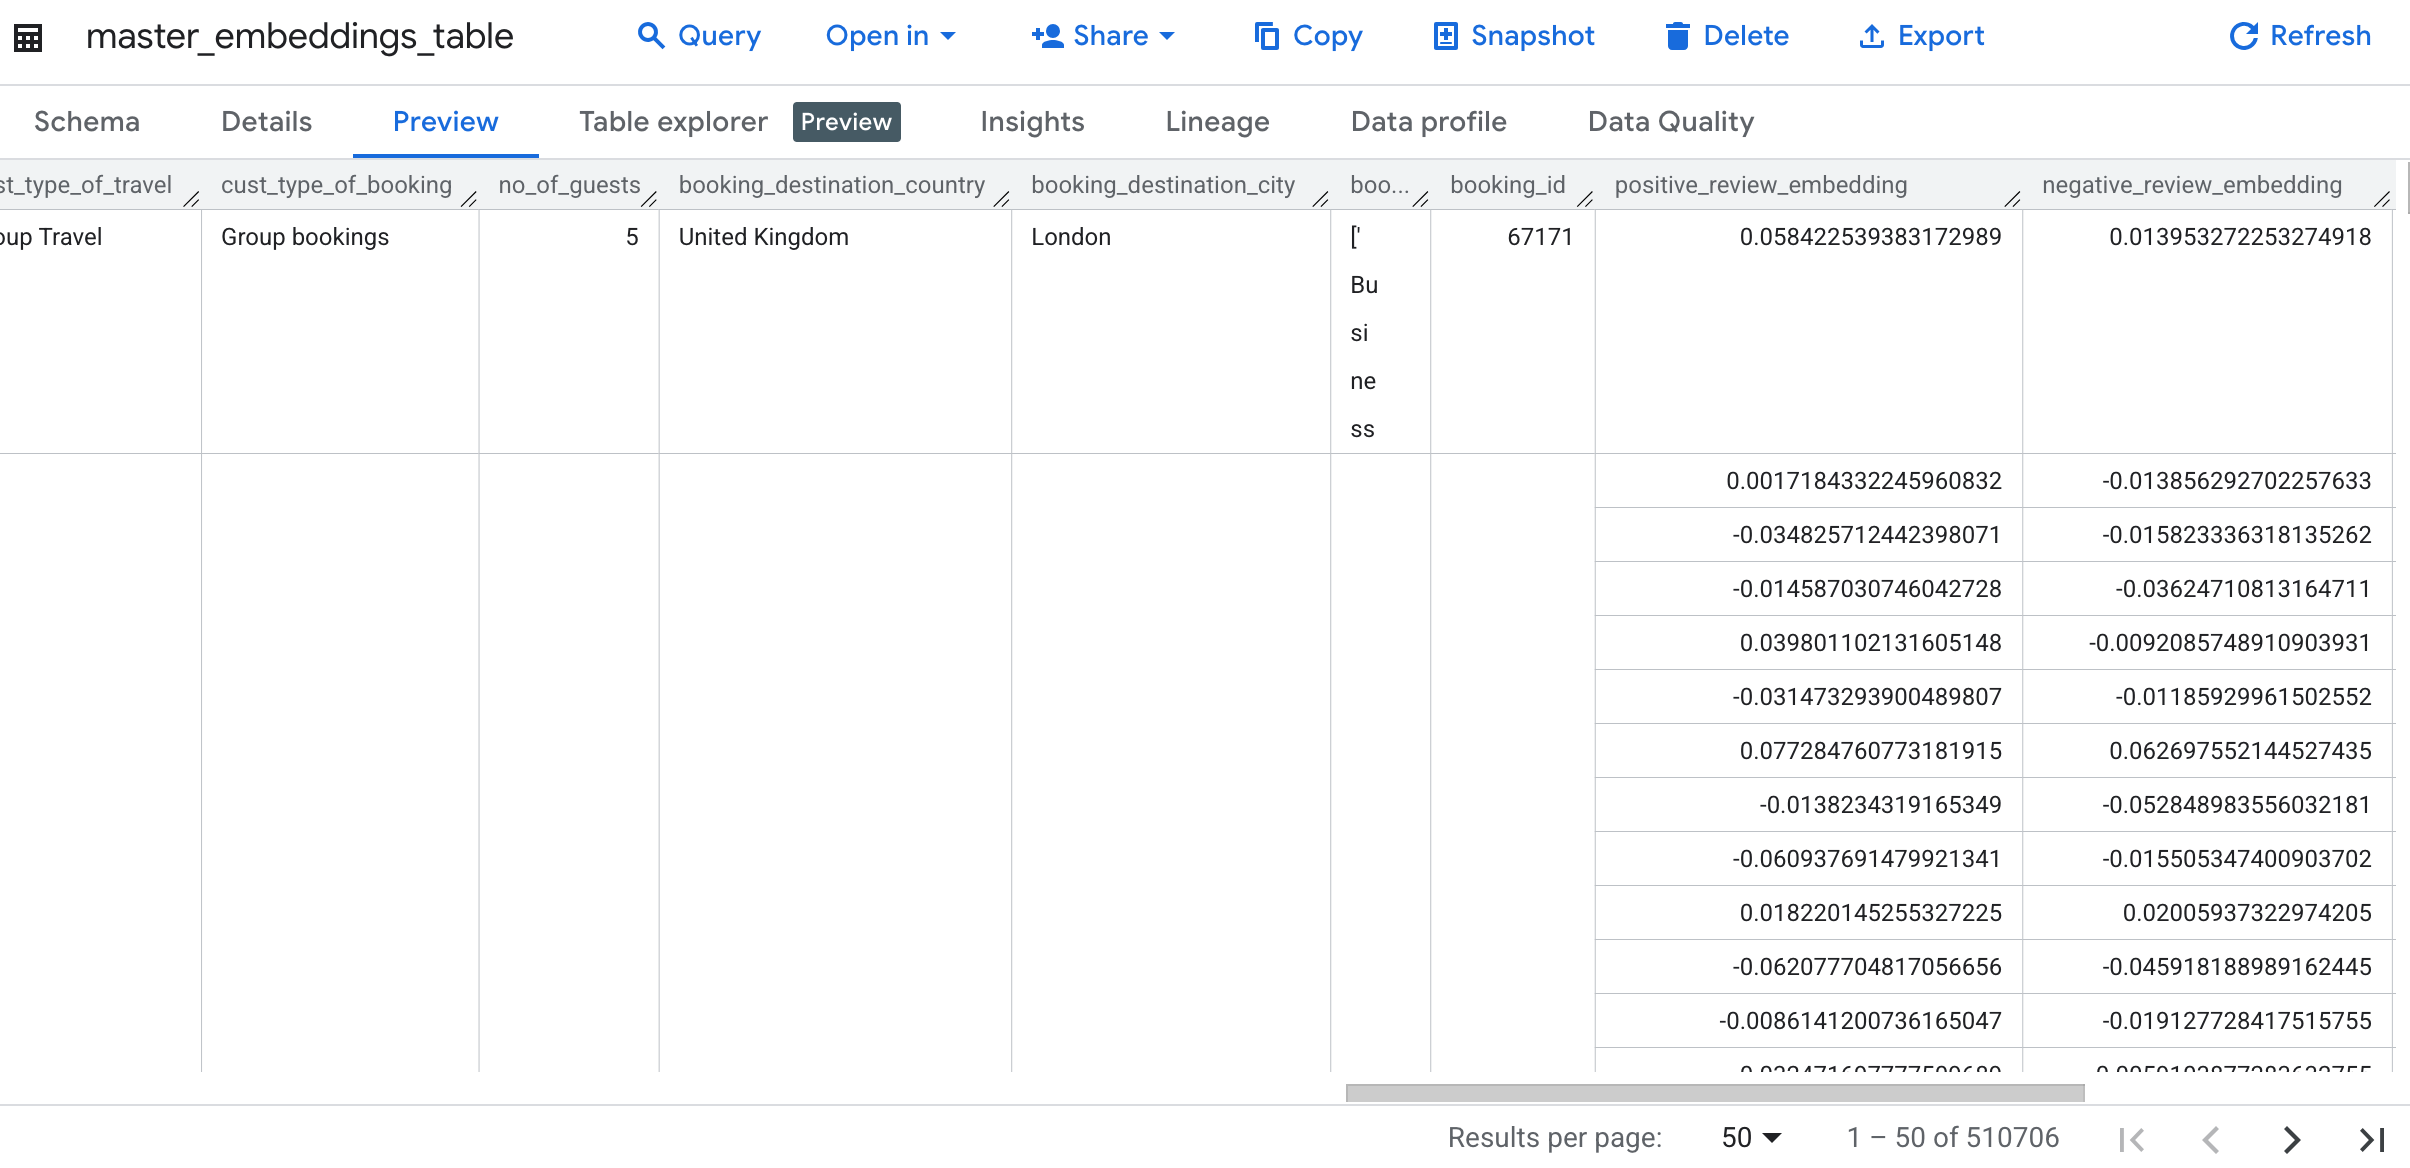 master_embeddings_table Query Open in Share Copy Snapshot Delete Export Refresh
Schema Details Preview Table explorer Preview Insights Lineage Data profile Data Quality
st_type_of_travel cust_type_of_booking no_of_guests booking_destination_country booking_destination_city boo... booking_id positive_review_embedding negative_review_embedding
oup Travel Group bookings 5 United Kingdom London [' 67171 0.058422539383172989 0.013953272253274918
Bu
si
ne
ss
0.0017184332245960832 -0.013856292702257633
-0.034825712442398071 -0.015823336318135262
-0.014587030746042728 -0.03624710813164711
0.039801102131605148 -0.0092085748910903931
-0.031473293900489807 -0.01185929961502552
0.077284760773181915 0.062697552144527435
-0.0138234319165349 -0.052848983556032181
-0.060937691479921341 -0.015505347400903702
0.018220145255327225 0.02005937322974205
-0.062077704817056656 -0.045918188989162445
-0.0086141200736165047 -0.019127728417515755
Results per page: 50 1 – 50 of 510706